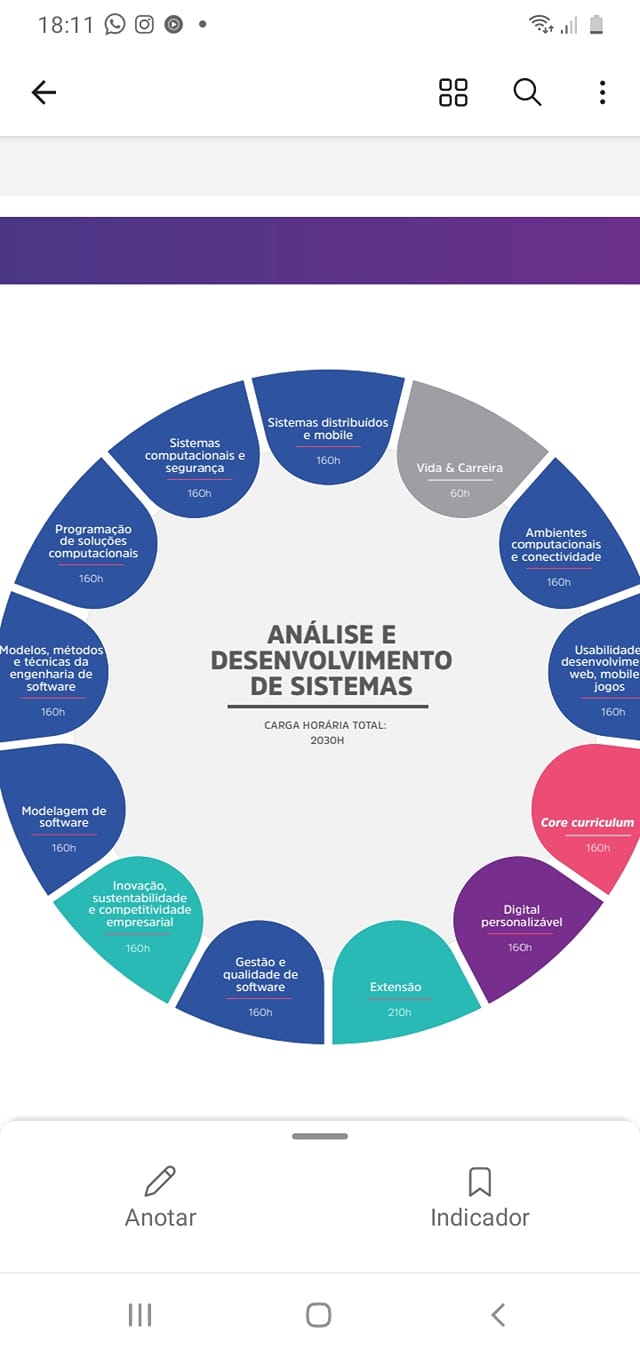 18:11
ANÁLISE E
DESENVOLVIMENTO
DE SISTEMAS
CARGA HORÁRIA TOTAL:
2030H
Sistemas distribuídos
e mobile
160h
Vida & Carreira
60h
Ambientes
computacionais
e conectividade
160h
Usabilidade
desenvolvime
web, mobile
jogos
160h
Core curriculum
160h
Digital
personalizável
160h
Extensão
210h
Gestão e
qualidade de
software
160h
Inovação,
sustentabilidade
e competitividade
empresarial
160h
Modelagem de
software
160h
Modelos, métodos
e técnicas da
engenharia de
software
160h
Programação
de soluções
computacionais
160h
Sistemas
computacionais e
segurança
160h
Anotar
Indicador